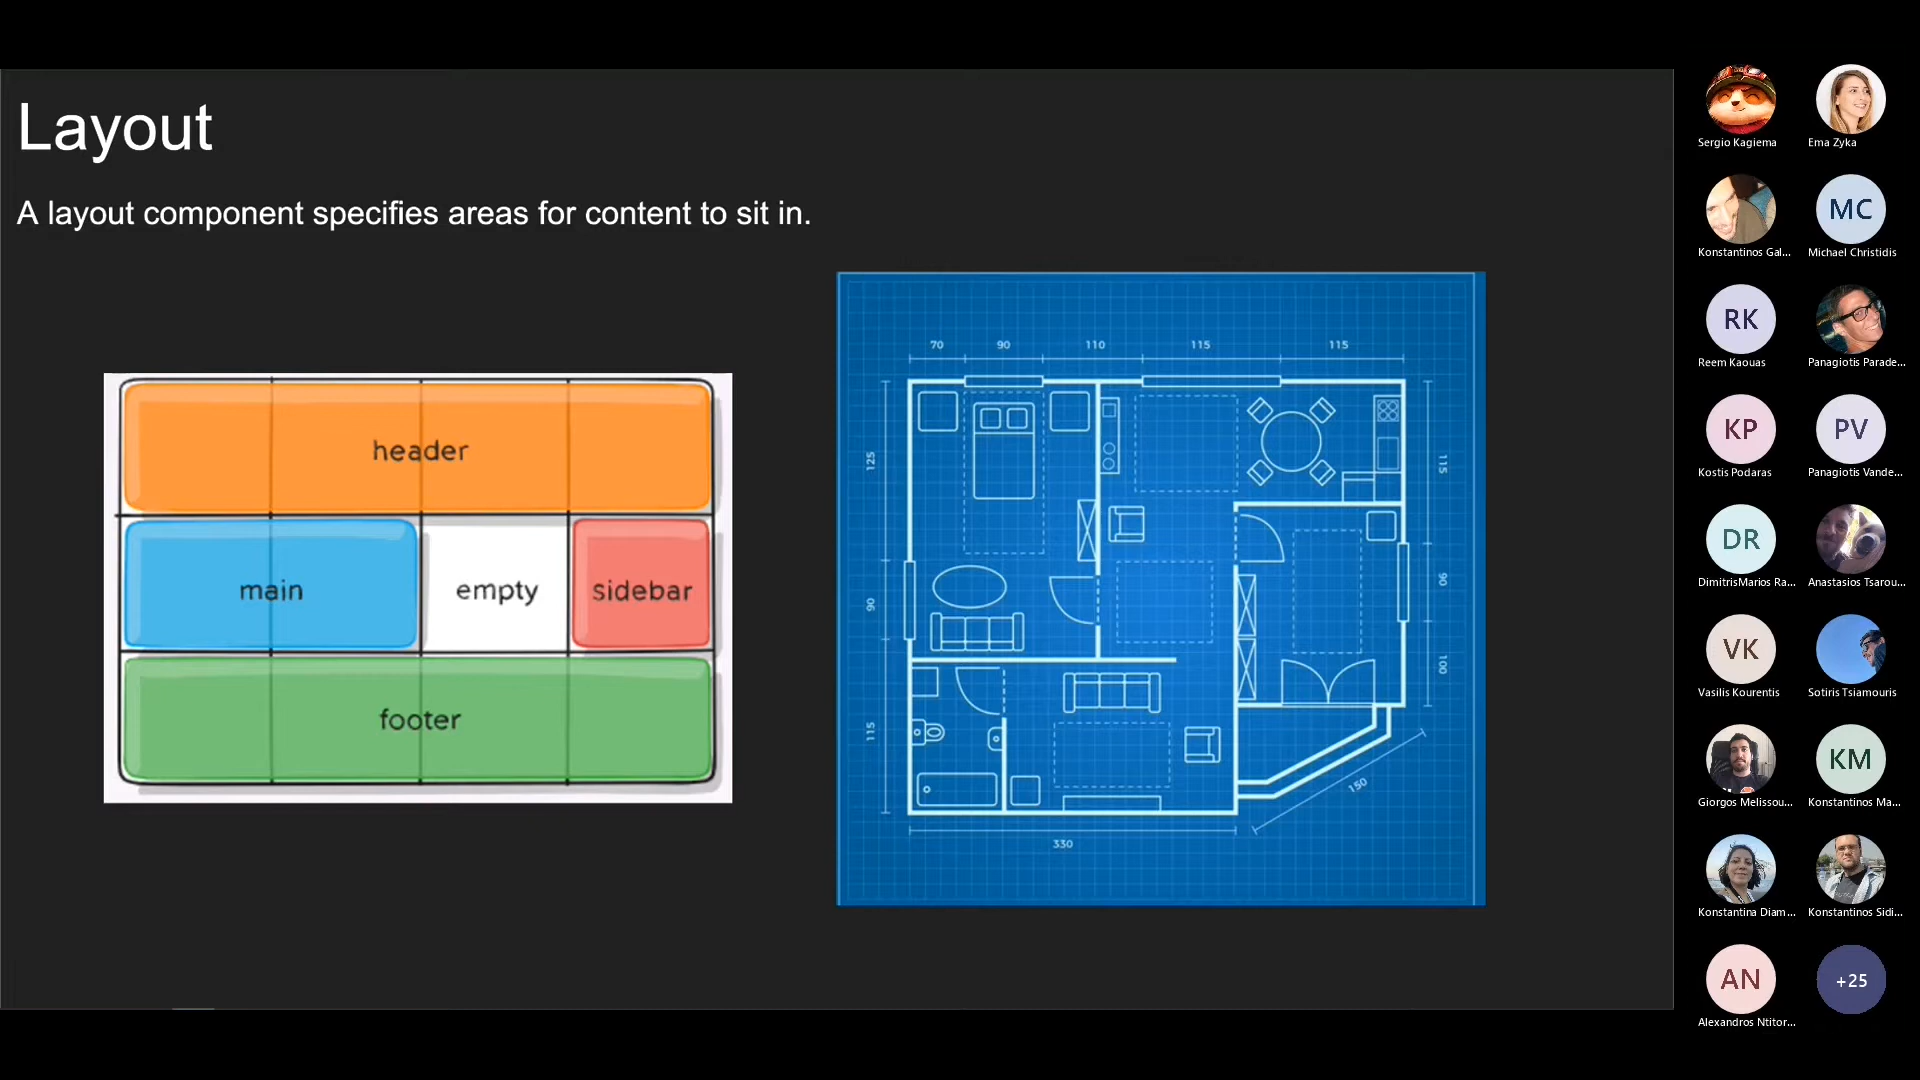 Layout
A layout component specifies areas for content to sit in.
header
main
empty
sidebar
footer
70
90
110
115
115
125
90
115
115
90
100
150
330
Sergio Kagiema
Ema Zyka
Konstantinos Gal...
MC
Michael Christidis
RK
Reem Kaouas
Panagiotis Parade...
KP
Kostis Podaras
PV
Panagiotis Vande...
DR
DimitrisMarios Ra...
Anastasios Tsarou...
VK
Vasilis Kourentis
Sotiris Tsiamouris
Giorgos Melissou...
KM
Konstantinos Ma...
Konstantina Diam...
Konstantinos Sidi...
AN
Alexandros Ntitor...
+25